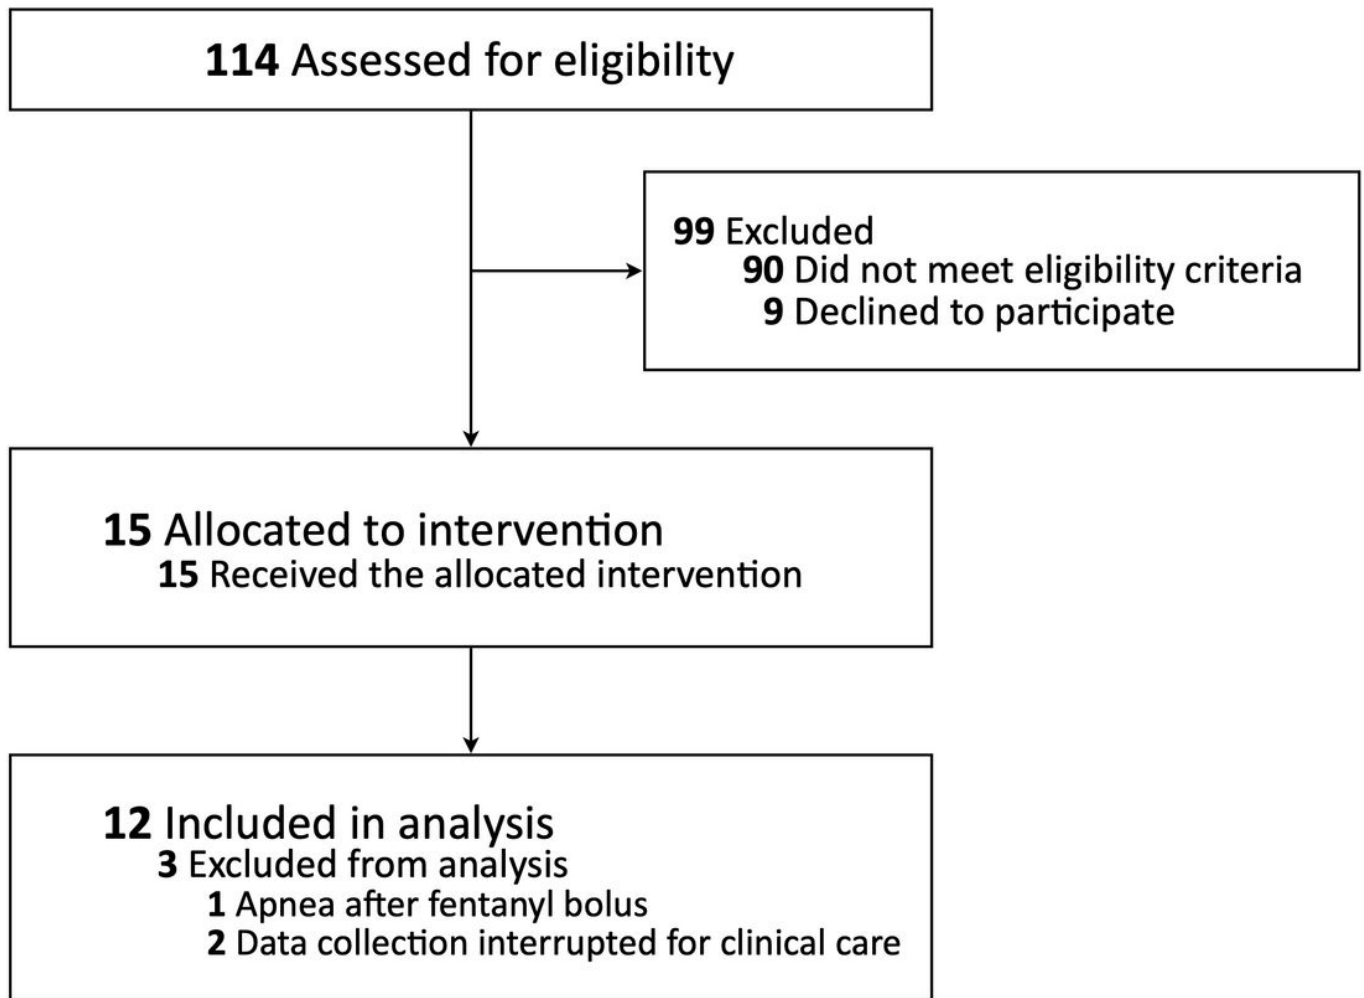 114 Assessed for eligibility
99 Excluded
90 Did not meet eligibility criteria
9 Declined to participate
15 Allocated to intervention
15 Received the allocated intervention
12 Included in analysis
3 Excluded from analysis
1 Apnea after fentanyl bolus
2 Data collection interrupted for clinical care